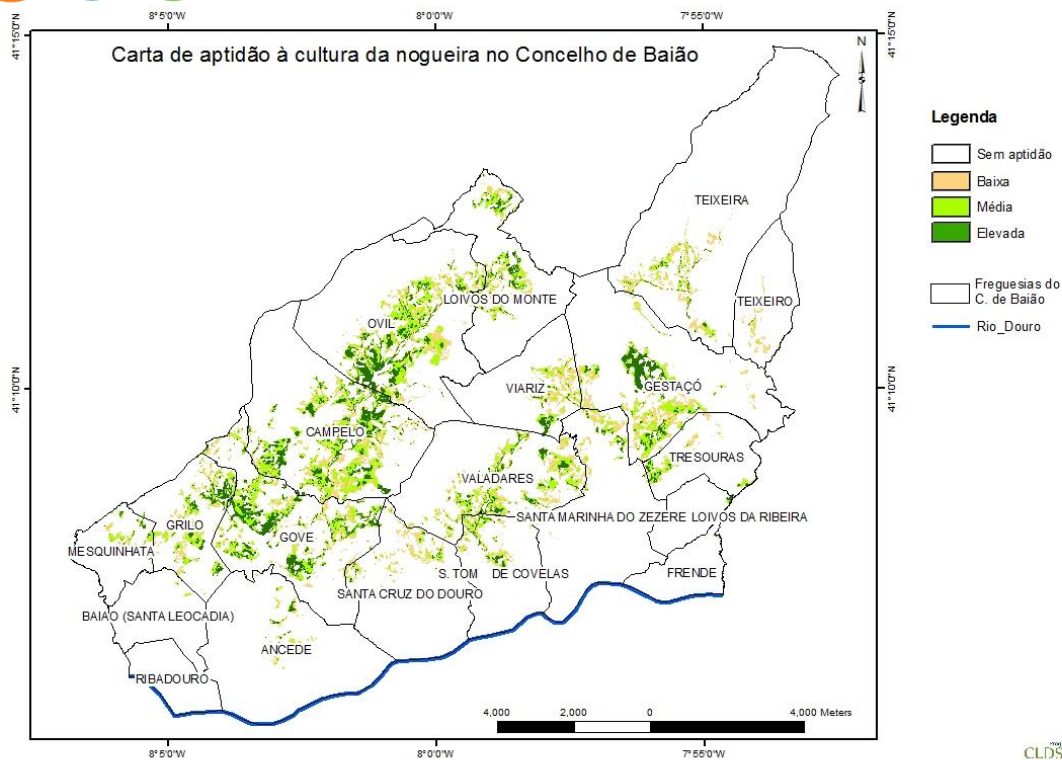 8°5'0"W
8°0'0"W
7°55'0"W
41°15'0"N
41°15'0"N
Carta de aptidão à cultura da nogueira no Concelho de Baião
N
Legenda
Sem aptidão
Baixa
Média
Elevada
Freguesias do
C. de Baião
Rio_Douro
TEIXEIRA
TEIXEIRO
LOIVOS DO MONTE
OVIL
41°10'0"N
41°10'0"N
VIARIZ
GESTAÇÓ
CAMPELO
TRESOURAS
VALADARES
SANTA MARINHA DO ZEZERE
LOIVOS DA RIBEIRA
GRILO
GOVE
MESQUINHATA
S. TOM DE COVELAS
FRENDE
SANTA CRUZ DO DOURO
BAIAO (SANTA LEOCADIA)
ANCEDE
RIBADOURO
4,000 2,000 0 4,000 Meters
8°5'0"W
8°0'0"W
7°55'0"W
CLDS